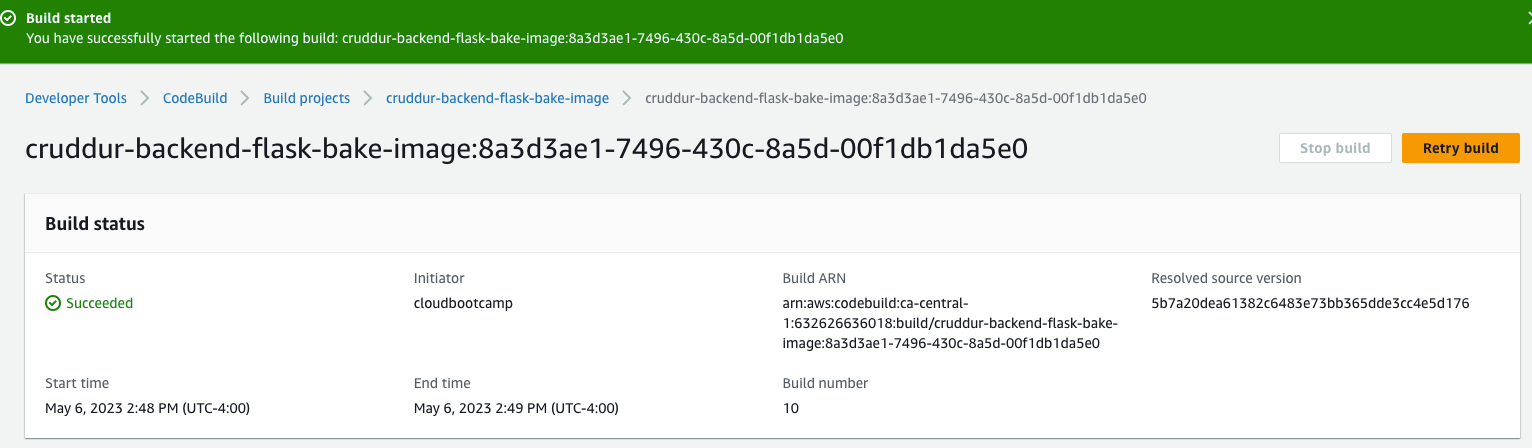 Build started
You have successfully started the following build: cruddur-backend-flask-bake-image:8a3d3ae1-7496-430c-8a5d-00f1db1da5e0
Developer Tools CodeBuild Build projects cruddur-backend-flask-bake-image cruddur-backend-flask-bake-image:8a3d3ae1-7496-430c-8a5d-00f1db1da5e0
cruddur-backend-flask-bake-image:8a3d3ae1-7496-430c-8a5d-00f1db1da5e0
Stop build
Retry build
Build status
Status
Succeeded
Initiator
cloudbootcamp
Build ARN
arn:aws:codebuild:ca-central-
1:632626636018:build/cruddur-backend-flask-bake-
image:8a3d3ae1-7496-430c-8a5d-00f1db1da5e0
Resolved source version
5b7a20dea61382c6483e73bb365dde3cc4e5d176
Start time
May 6, 2023 2:48 PM (UTC-4:00)
End time
May 6, 2023 2:49 PM (UTC-4:00)
Build number
10